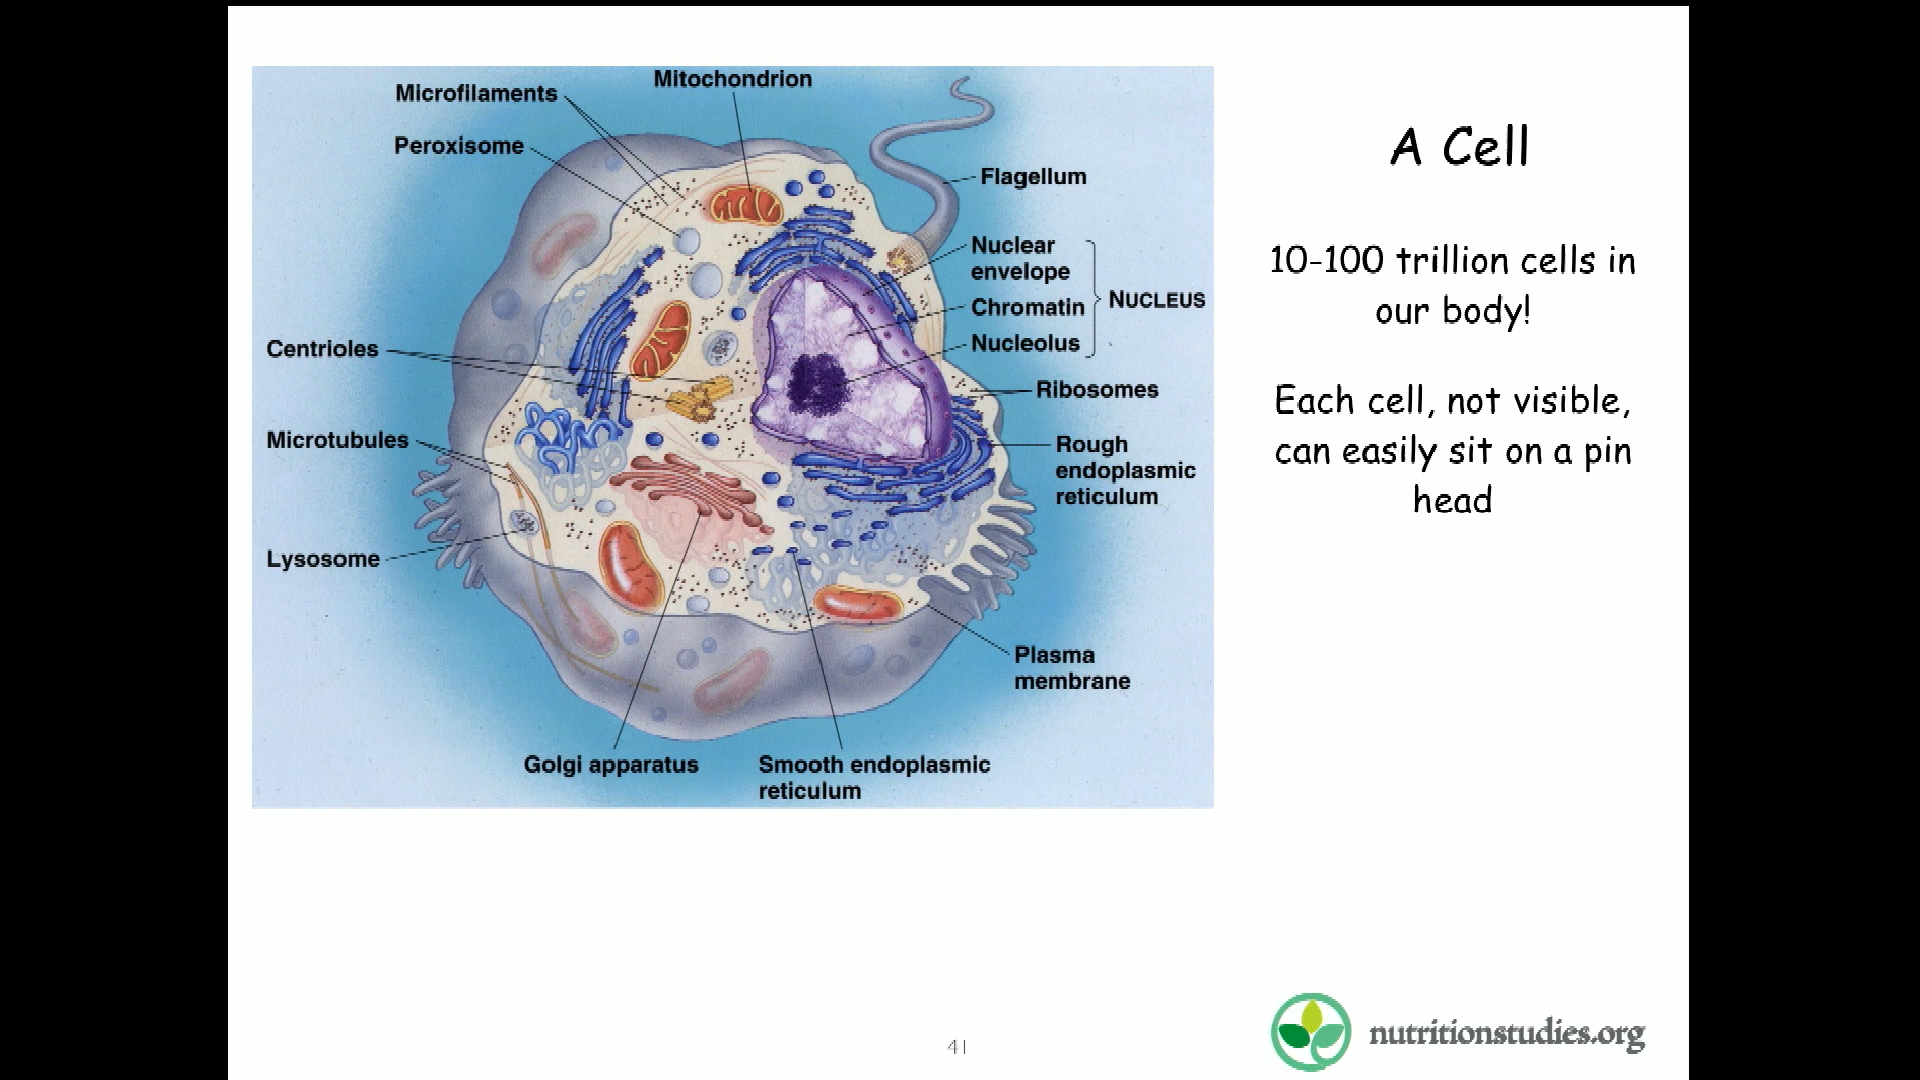 Mitochondrion
Microfilaments
Peroxisome
Flagellum
Nuclear
envelope
Chromatin
NUCLEUS
Nucleolus
Centrioles
Ribosomes
Microtubules
Rough
endoplasmic
reticulum
Lysosome
Plasma
membrane
Golgi apparatus
Smooth endoplasmic
reticulum
A Cell
10-100 trillion cells in
our body!
Each cell, not visible,
can easily sit on a pin
head
41
nutritionstudies.org